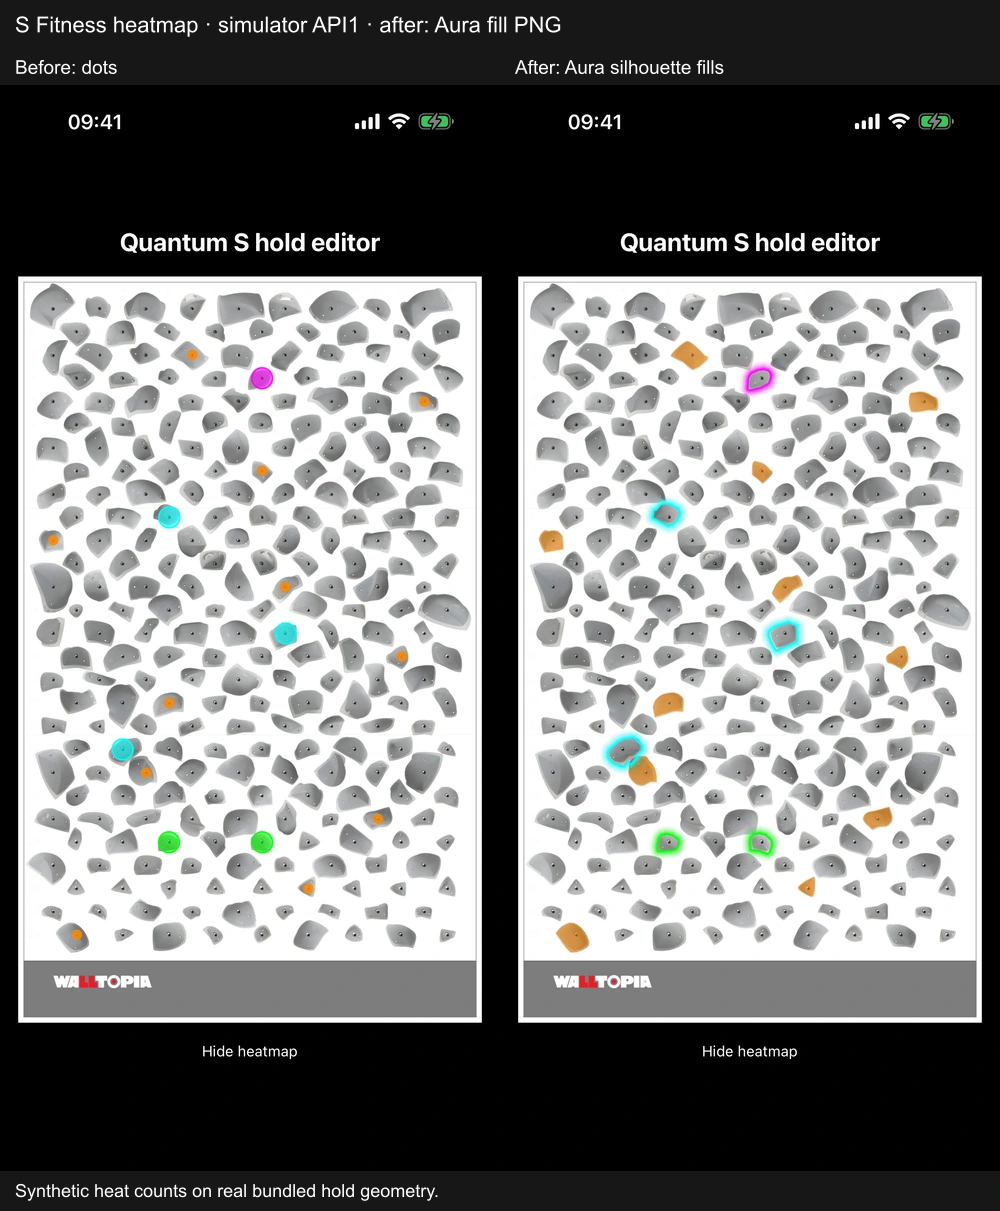 S Fitness heatmap · simulator API1 · after: Aura fill PNG
Before: dots
After: Aura silhouette fills
09:41
09:41
Quantum S hold editor
Quantum S hold editor
WALLTOPIA
WALLTOPIA
Hide heatmap
Hide heatmap
Synthetic heat counts on real bundled hold geometry.